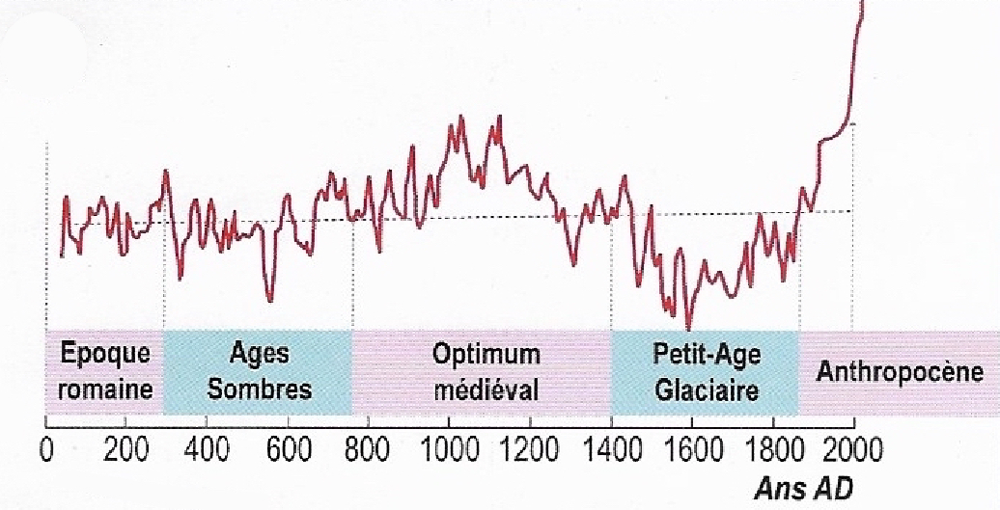 Epoque
romaine
Ages
Sombres
Optimum
médiéval
Petit-Age
Glaciaire
Anthropocène
0 200 400 600 800 1000 1200 1400 1600 1800 2000
Ans AD